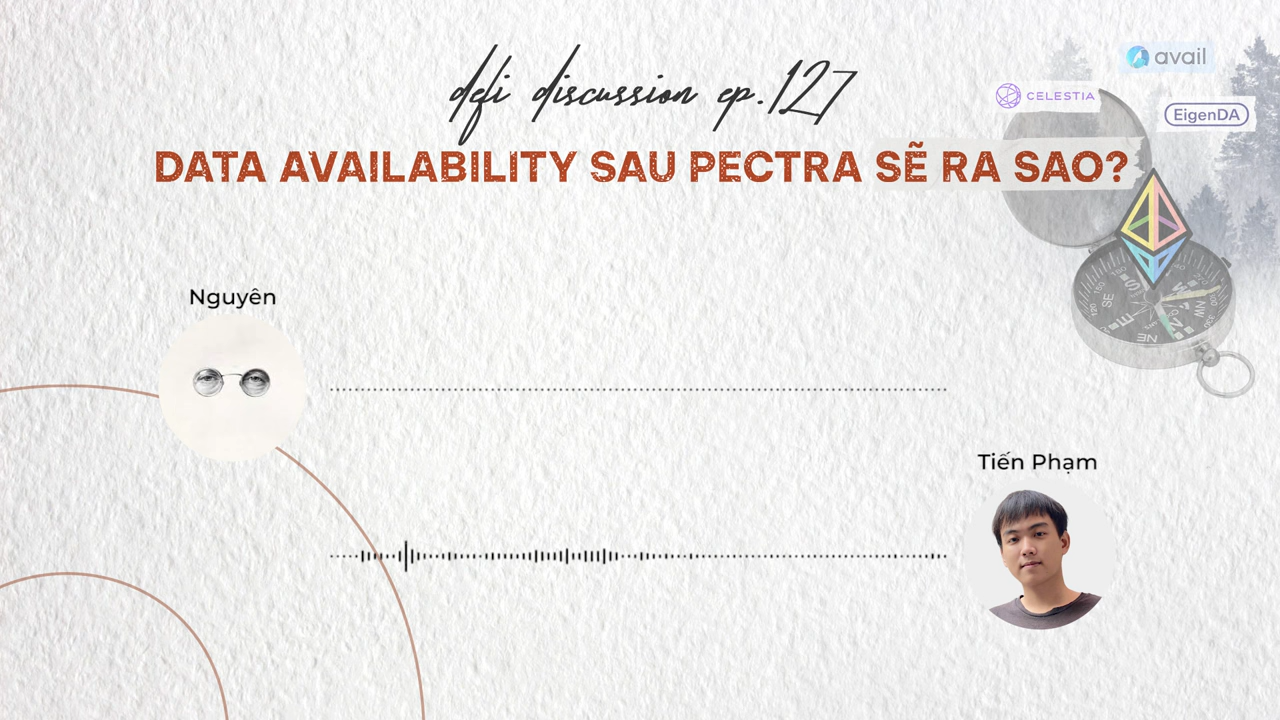 defi discussion ep.127
avail
CELESTIA
EigenDA
DATA AVAILABILITY SAU PECTRA SẼ RA SAO?
Nguyên
Tiến Phạm